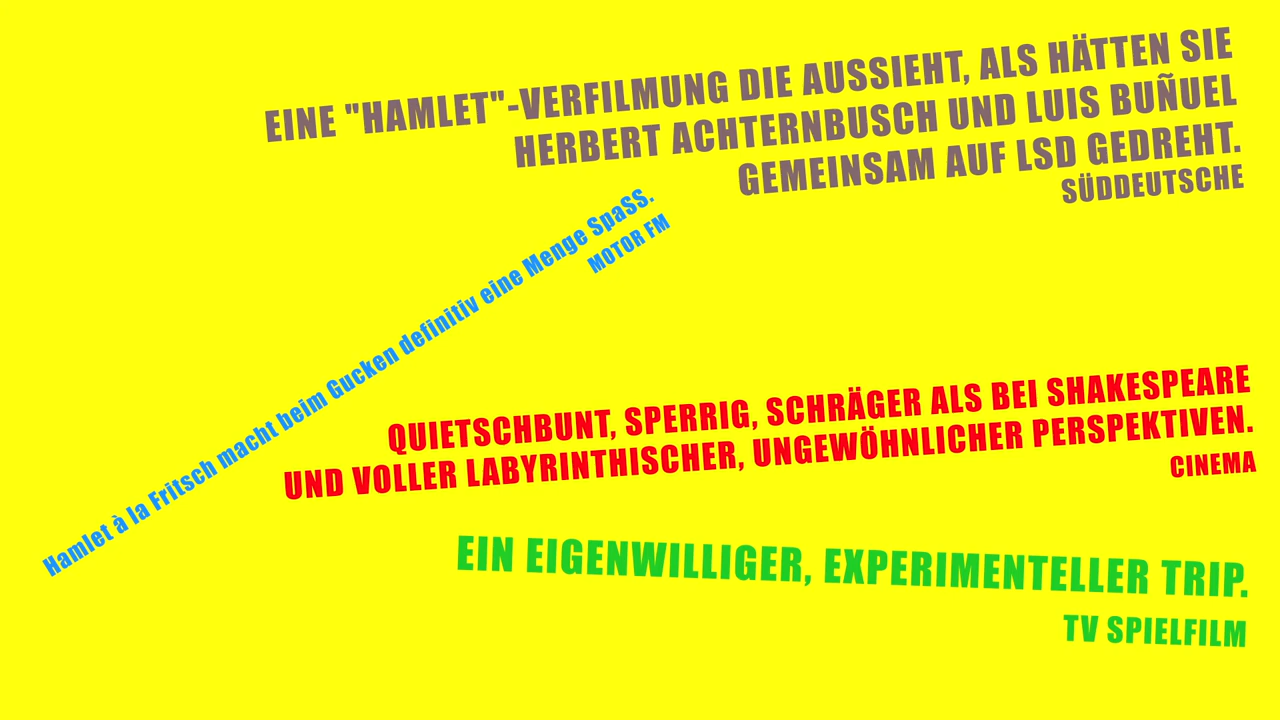 EINE "HAMLET"-VERFILMUNG DIE AUSSIEHT, ALS HÄTTEN SIE
HERBERT ACHTERNBUSCH UND LUIS BUÑUEL
GEMEINSAM AUF LSD GEDREHT.
SÜDDEUTSCHE
Hamlet à la Fritsch macht beim Gucken definitiv eine Menge SpaSS.
MOTOR FM
QUIETSCHBUNT, SPERRIG, SCHRÄGER ALS BEI SHAKESPEARE
UND VOLLER LABYRINTHISCHER, UNGEWÖHNLICHER PERSPEKTIVEN.
CINEMA
EIN EIGENWILLIGER, EXPERIMENTELLER TRIP.
TV SPIELFILM